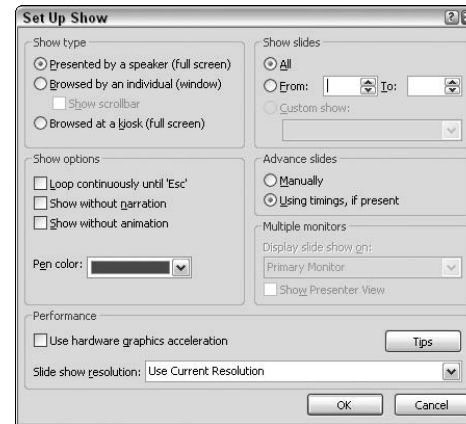 Set Up Show
Show type
Presented by a speaker (full screen)
Browsed by an individual (window)
Show scrollbar
Browsed at a kiosk (full screen)
Show slides
All
From: To:
Custom show:
Show options
Loop continuously until 'Esc'
Show without narration
Show without animation
Pen color:
Advance slides
Manually
Using timings, if present
Multiple monitors
Display slide show on:
Primary Monitor
Show Presenter View
Performance
Use hardware graphics acceleration
Tips
Slide show resolution: Use Current Resolution
OK Cancel